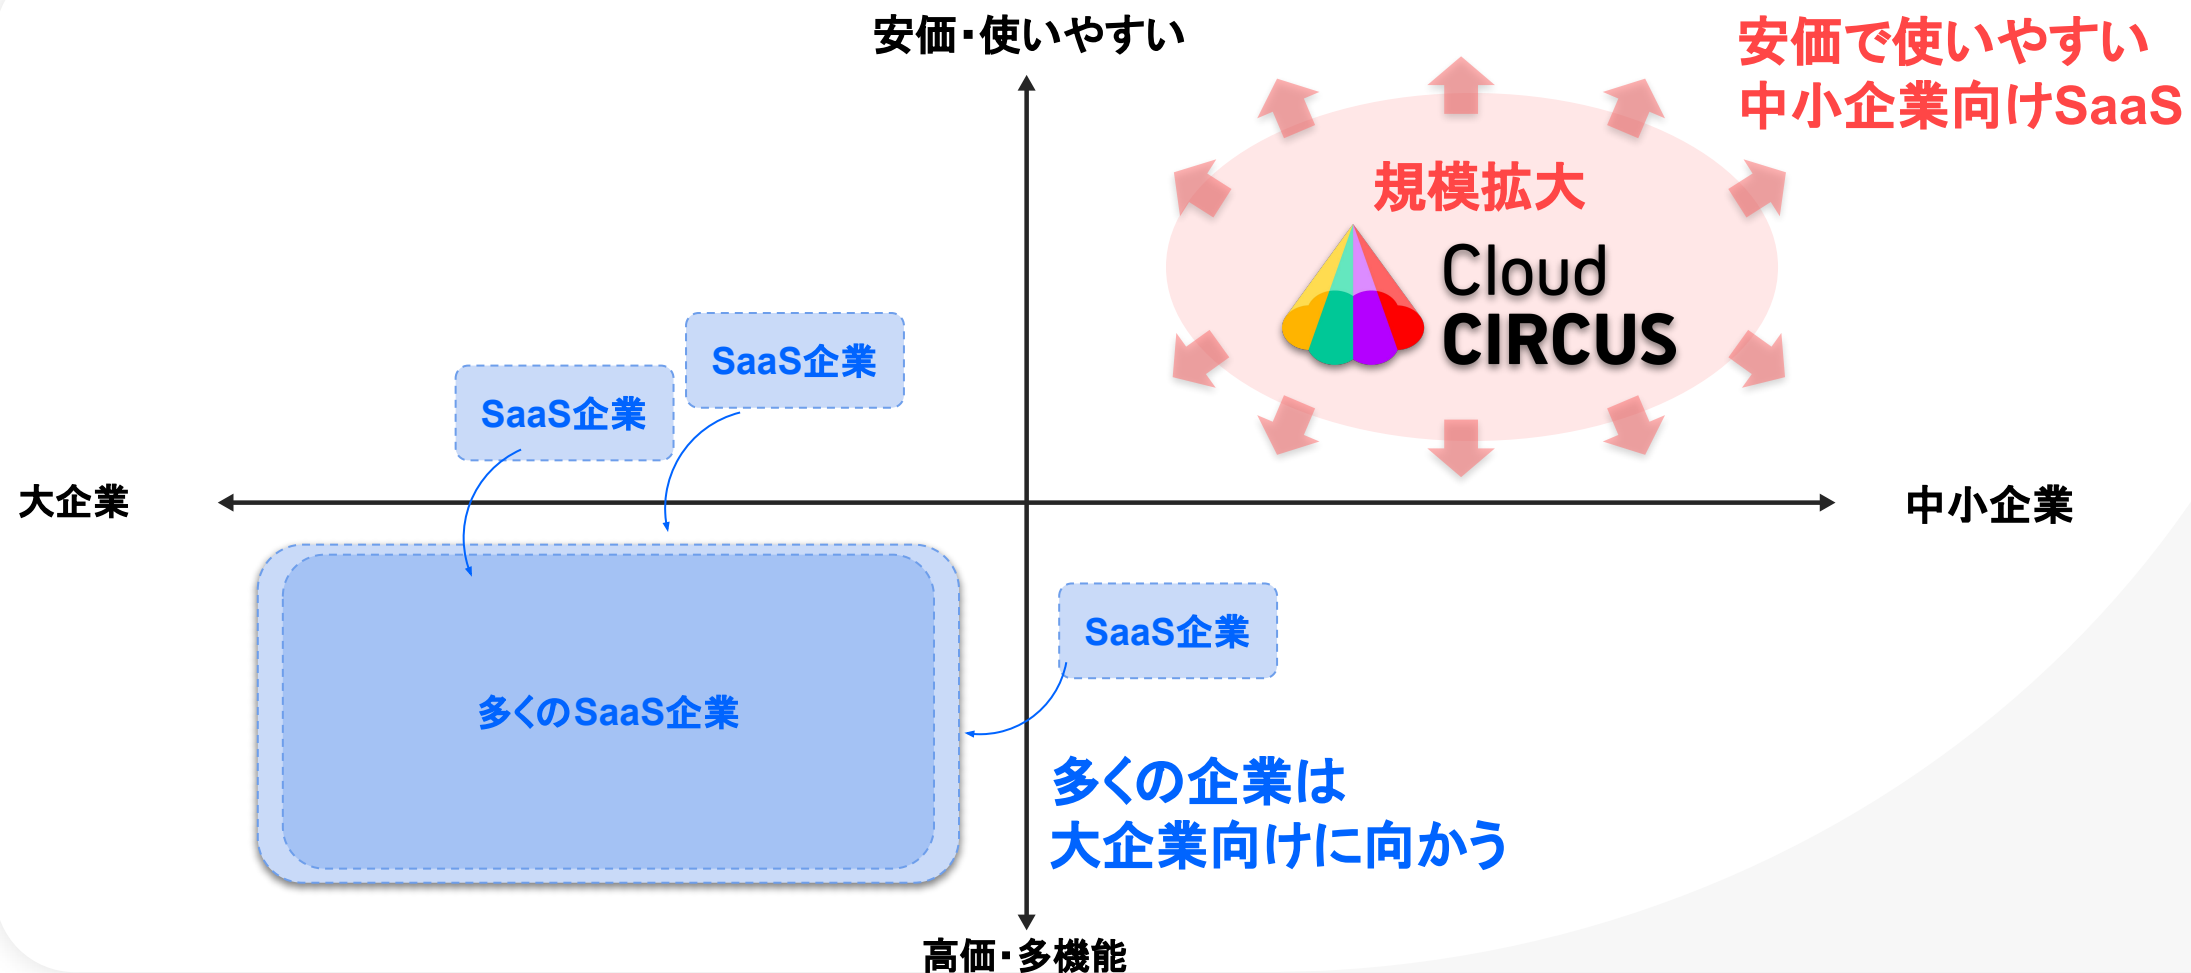 安価・使いやすい
安価で使いやすい
中小企業向けSaaS
規模拡大
Cloud
CIRCUS
SaaS企業
SaaS企業
大企業
中小企業
SaaS企業
多くのSaaS企業
多くの企業は
大企業向けに向かう
高価・多機能